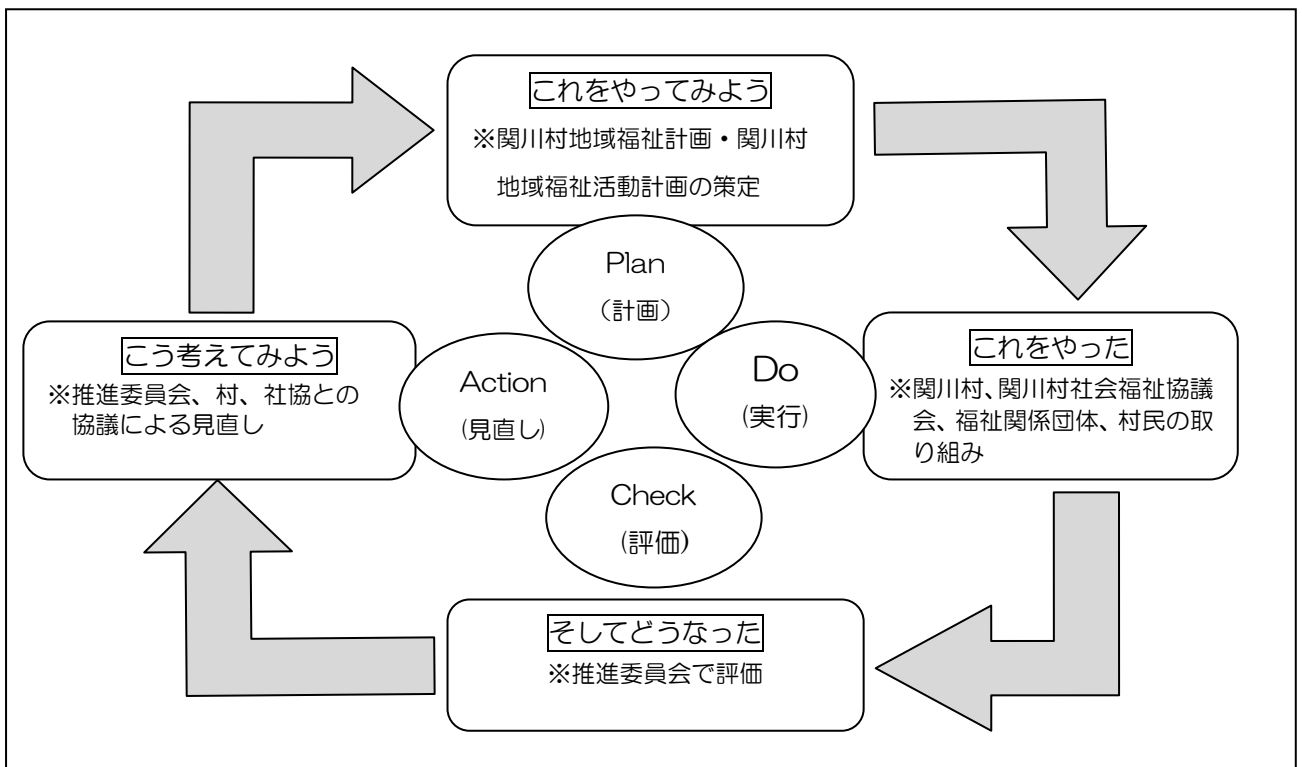 これをやってみよう
※関川村地域福祉計画・関川村
地域福祉活動計画の策定
Plan
（計画）
こう考えてみよう
※推進委員会、村、社協との
協議による見直し
Action
(見直し)
Do
(実行)
これをやった
※関川村、関川村社会福祉協議
会、福祉関係団体、村民の取
り組み
Check
(評価)
そしてどうなった
※推進委員会で評価